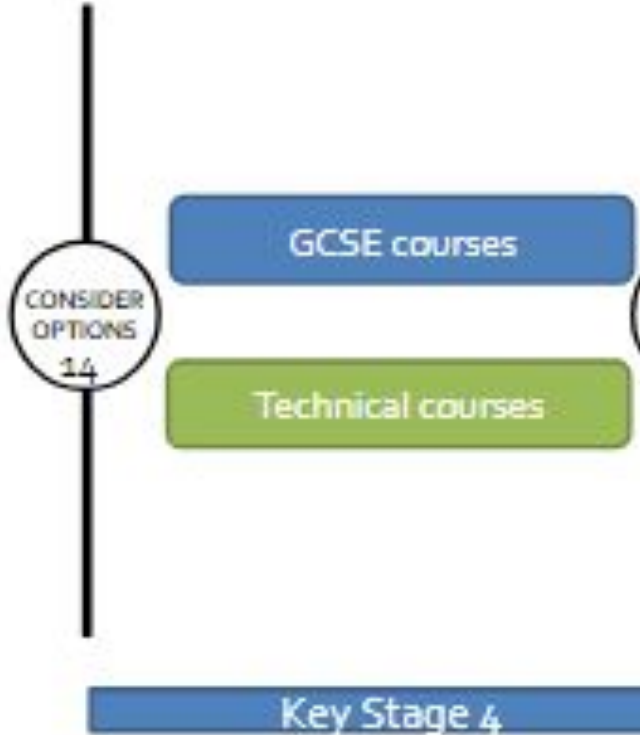 GCSE courses
CONSIDER
OPTIONS
14
Technical courses
Key Stage 4